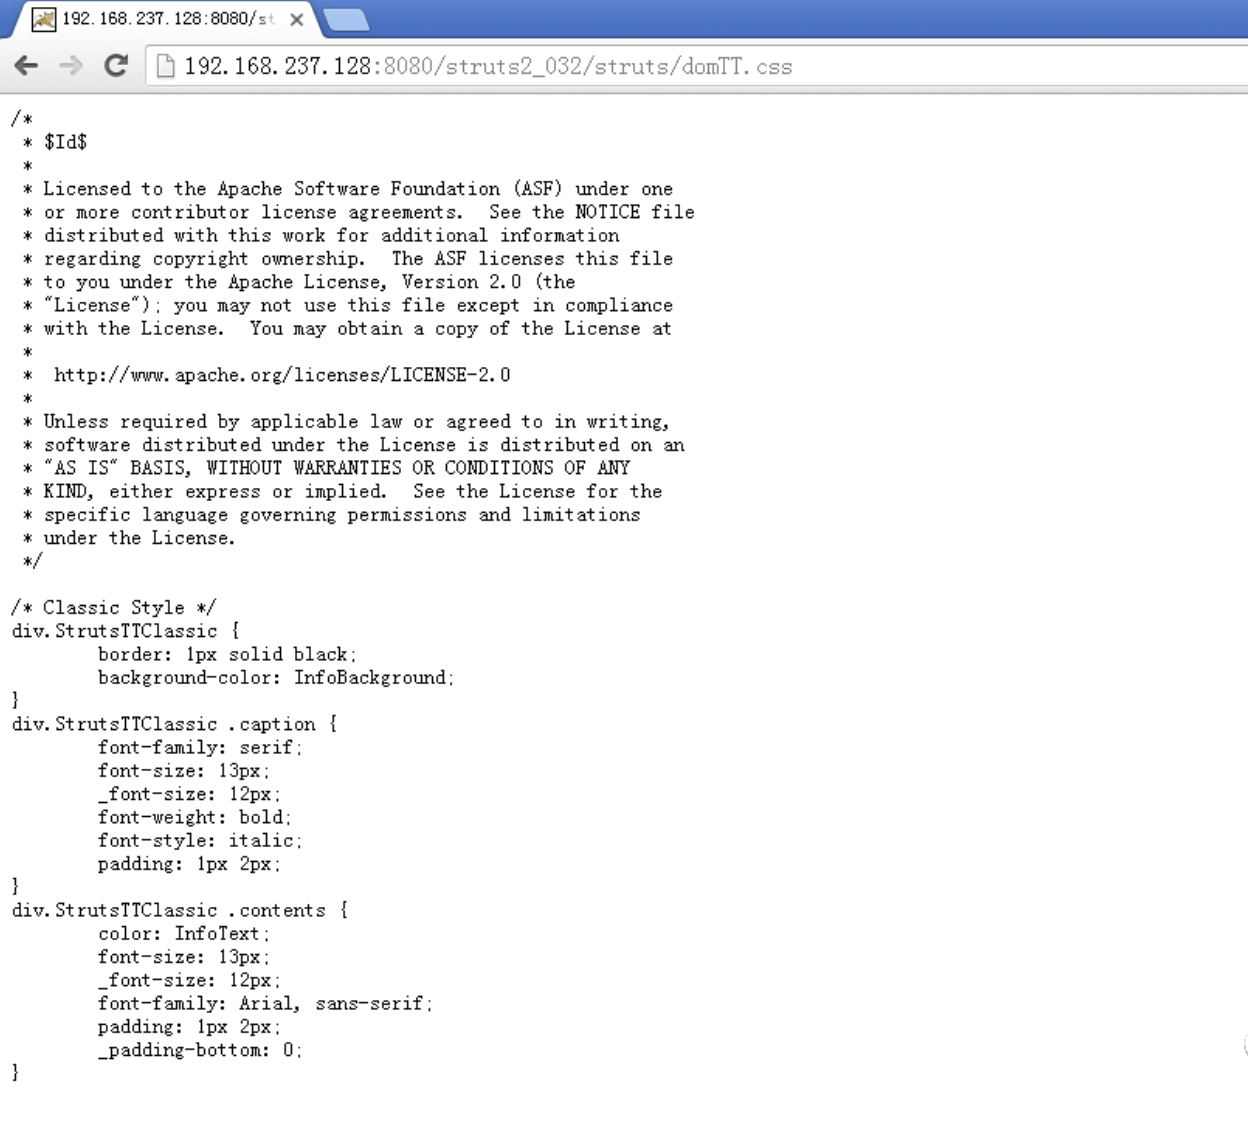 192.168.237.128:8080/st
192.168.237.128:8080/struts2_032/struts/domTT.css
/*
 * $Id$
 *
 * Licensed to the Apache Software Foundation (ASF) under one
 * or more contributor license agreements.  See the NOTICE file
 * distributed with this work for additional information
 * regarding copyright ownership.  The ASF licenses this file
 * to you under the Apache License, Version 2.0 (the
 * "License"); you may not use this file except in compliance
 * with the License.  You may obtain a copy of the License at
 *
 *  http://www.apache.org/licenses/LICENSE-2.0
 *
 * Unless required by applicable law or agreed to in writing,
 * software distributed under the License is distributed on an
 * "AS IS" BASIS, WITHOUT WARRANTIES OR CONDITIONS OF ANY
 * KIND, either express or implied.  See the License for the
 * specific language governing permissions and limitations
 * under the License.
 */
/* Classic Style */
div.StrutsTTClassic {
        border: 1px solid black;
        background-color: InfoBackground;
}
div.StrutsTTClassic .caption {
        font-family: serif;
        font-size: 13px;
        _font-size: 12px;
        font-weight: bold;
        font-style: italic;
        padding: 1px 2px;
}
div.StrutsTTClassic .contents {
        color: InfoText;
        font-size: 13px;
        _font-size: 12px;
        font-family: Arial, sans-serif;
        padding: 1px 2px;
        _padding-bottom: 0;
}